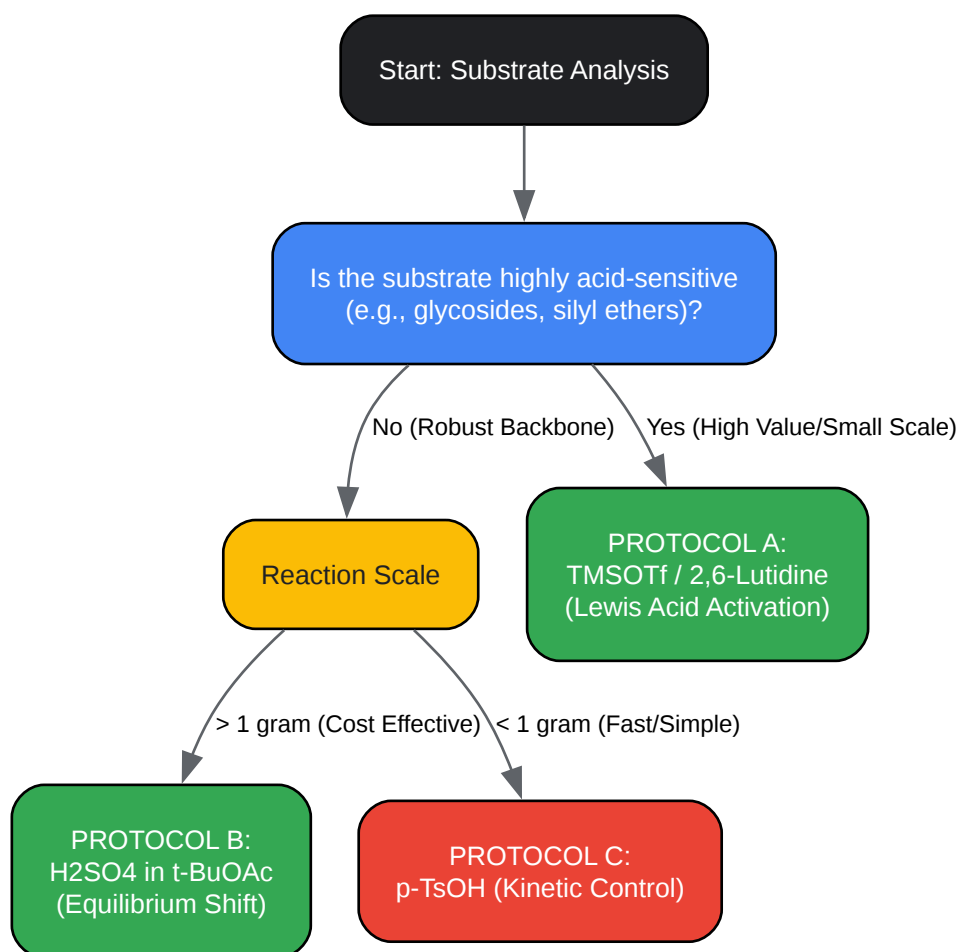 Start: Substrate Analysis
Is the substrate highly acid-sensitive
(e.g., glycosides, silyl ethers)?
No (Robust Backbone)
Yes (High Value/Small Scale)
Reaction Scale
PROTOCOL A:
TMSOTf / 2,6-Lutidine
(Lewis Acid Activation)
> 1 gram (Cost Effective)
< 1 gram (Fast/Simple)
PROTOCOL B:
H2SO4 in t-BuOAc
(Equilibrium Shift)
PROTOCOL C:
p-TsOH (Kinetic Control)